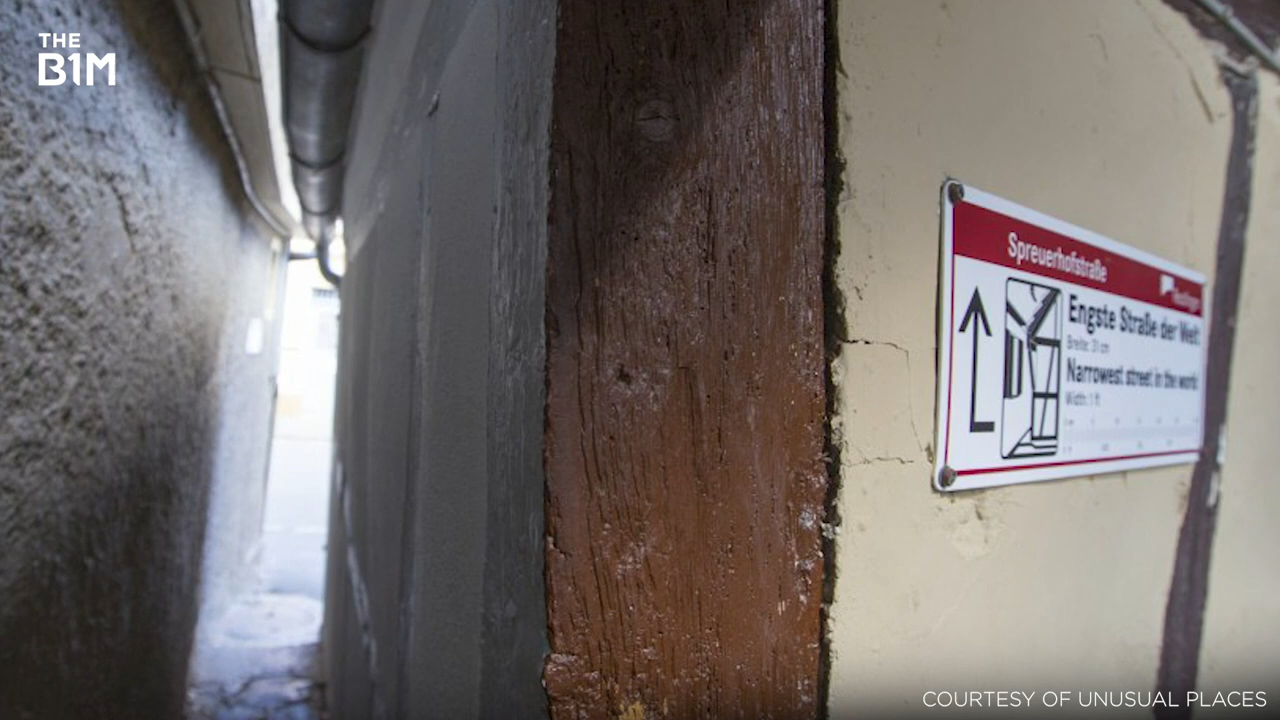 THE
B1M
Spreuerhofstraße
Reutlingen
Engste Straße der Welt
Breite: 31 cm
Narrowest street in the world
Width: 1 ft
COURTESY OF UNUSUAL PLACES